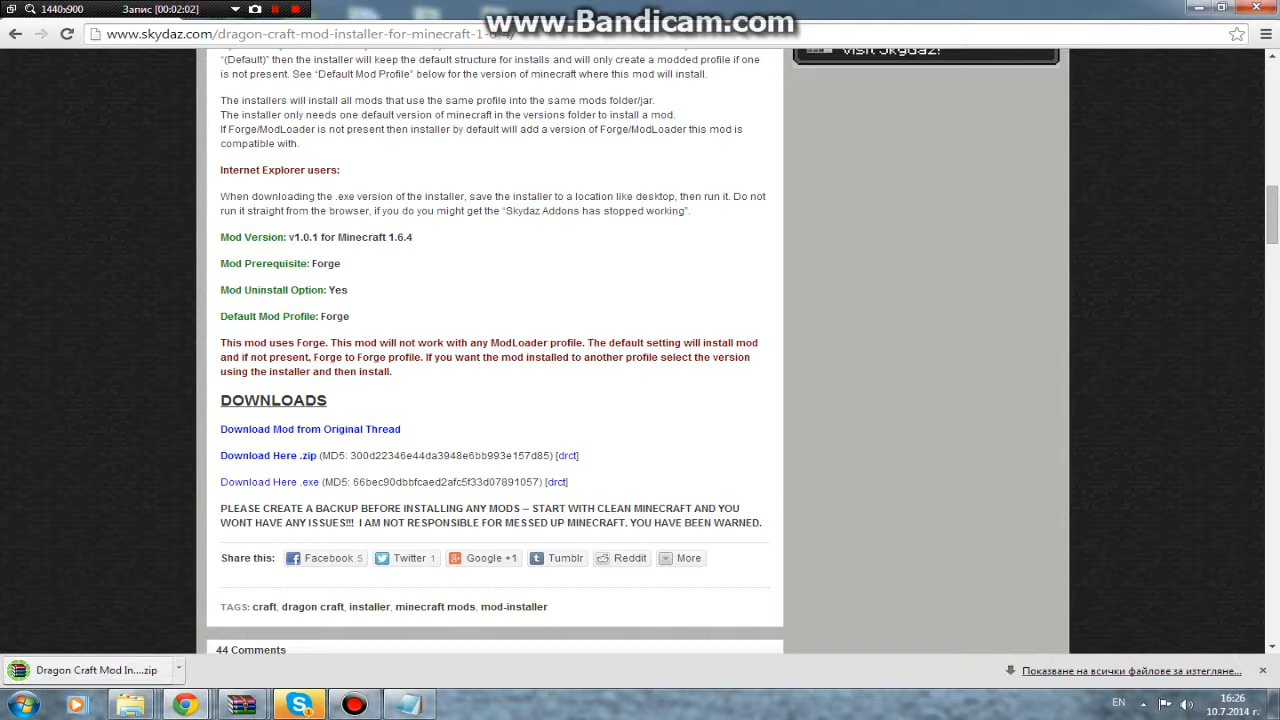 1440x900 Запис [00:02:02]
www.Bandicam.com
www.skydaz.com/dragon-craft-mod-installer-for-minecraft-1-6-4/
Visit Skydaz!
"(Default)" then the installer will keep the default structure for installs and will only create a modded profile if one
is not present. See "Default Mod Profile" below for the version of minecraft where this mod will install.
The installers will install all mods that use the same profile into the same mods folder/jar.
The installer only needs one default version of minecraft in the versions folder to install a mod.
If Forge/ModLoader is not present then installer by default will add a version of Forge/ModLoader this mod is
compatible with.
Internet Explorer users:
When downloading the .exe version of the installer, save the installer to a location like desktop, then run it. Do not
run it straight from the browser, if you do you might get the "Skydaz Addons has stopped working".
Mod Version: v1.0.1 for Minecraft 1.6.4
Mod Prerequisite: Forge
Mod Uninstall Option: Yes
Default Mod Profile: Forge
This mod uses Forge. This mod will not work with any ModLoader profile. The default setting will install mod
and if not present, Forge to Forge profile. If you want the mod installed to another profile select the version
using the installer and then install.
DOWNLOADS
Download Mod from Original Thread
Download Here .zip (MD5: 300d22346e44da3948e6bb993e157d85) [drct]
Download Here .exe (MD5: 66bec90dbbfcaed2afc5f33d07891057) [drct]
PLEASE CREATE A BACKUP BEFORE INSTALLING ANY MODS – START WITH CLEAN MINECRAFT AND YOU
WONT HAVE ANY ISSUES!!! I AM NOT RESPONSIBLE FOR MESSED UP MINECRAFT. YOU HAVE BEEN WARNED.
Share this: Facebook 5 Twitter 1 Google +1 Tumblr Reddit More
TAGS: craft, dragon craft, installer, minecraft mods, mod-installer
44 Comments
Dragon Craft Mod In....zip
Показване на всички файлове за изтегляне...
EN
16:26
10.7.2014 г.